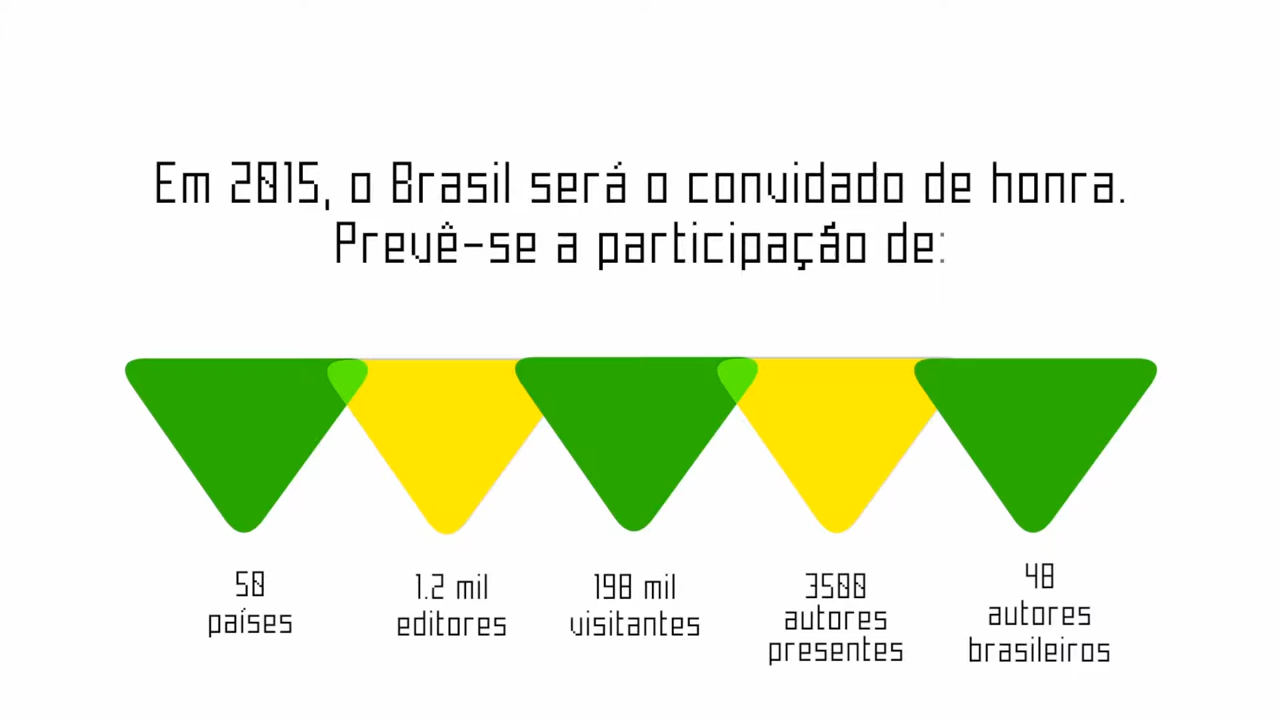 Em 2015, o Brasil será o convidado de honra.
Prevê-se a participação de:
50
países
1.2 mil
editores
198 mil
visitantes
3500
autores
presentes
48
autores
brasileiros